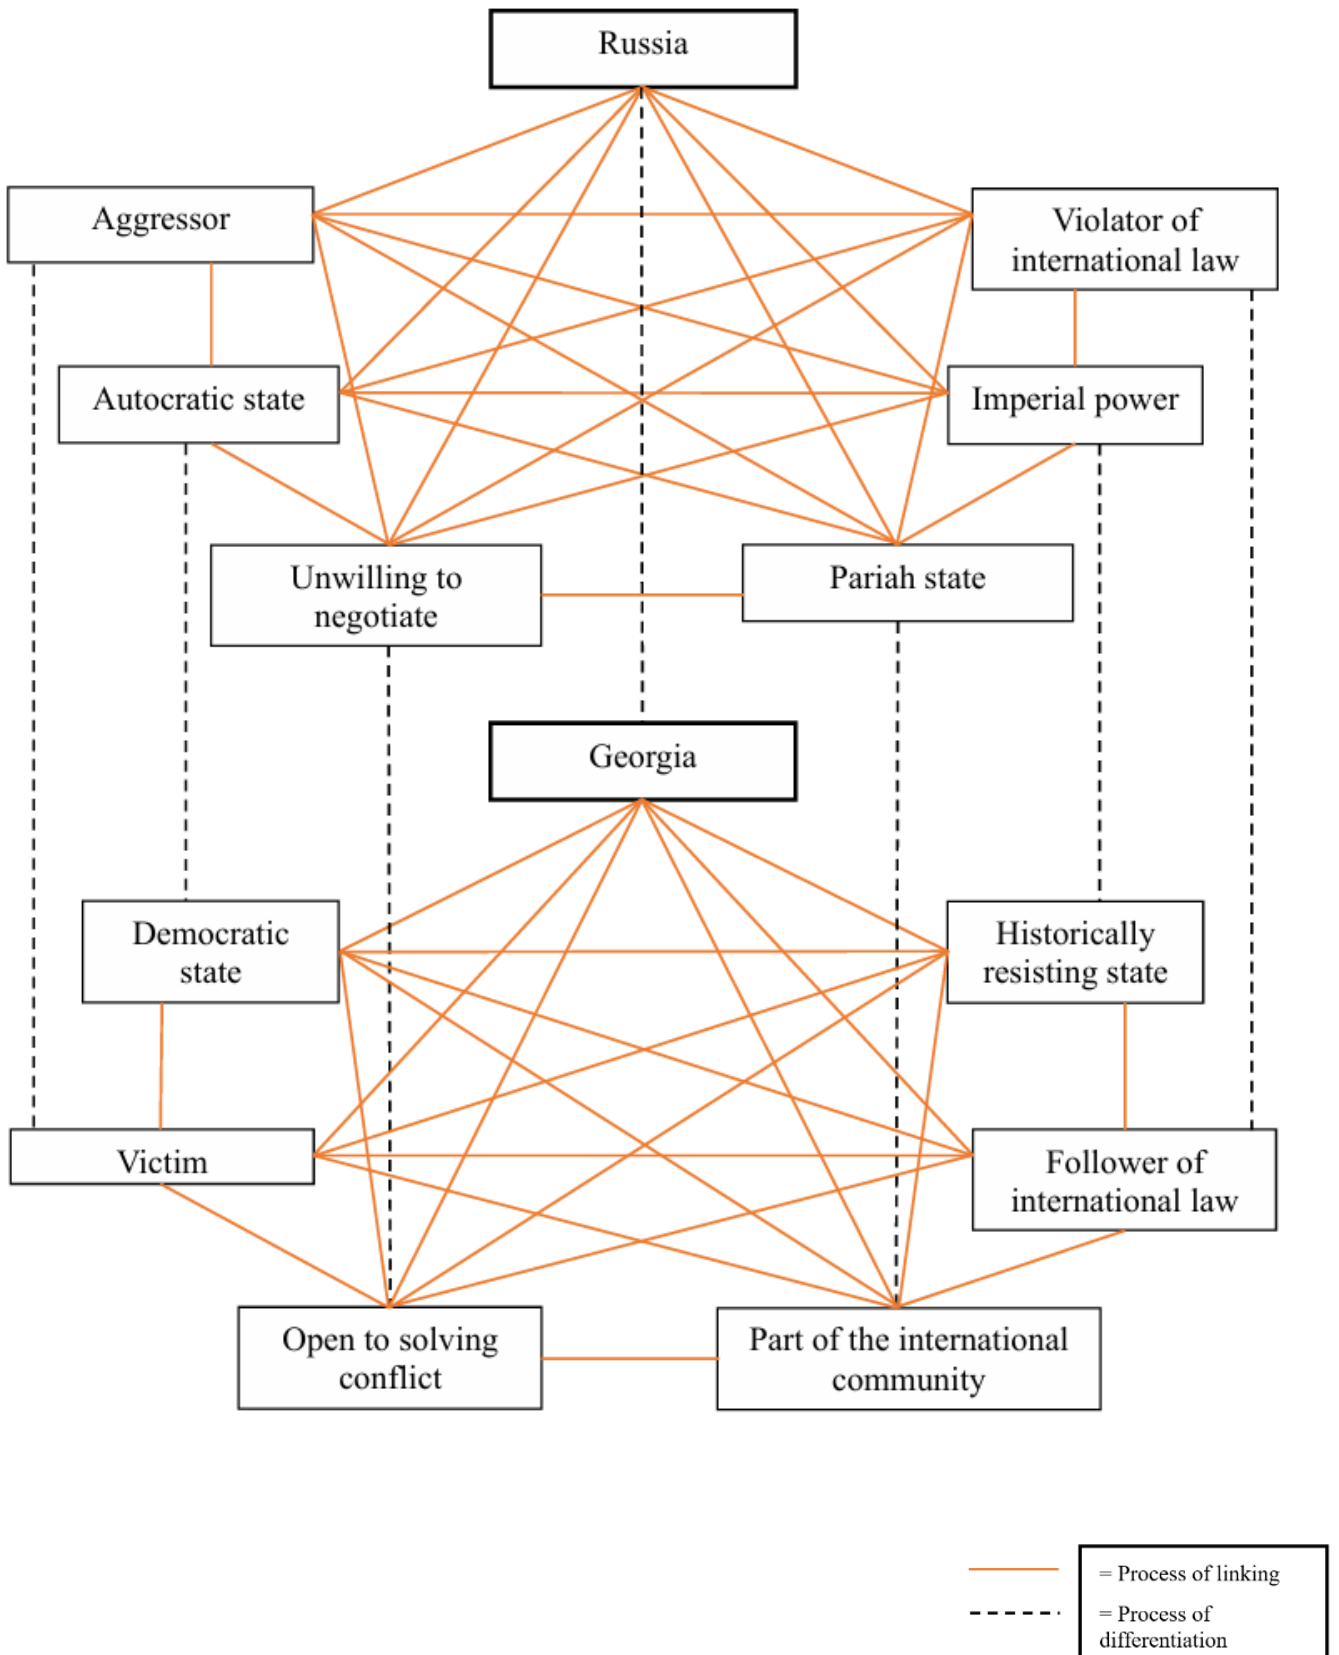 Russia
Aggressor
Violator of
international law
Autocratic state
Imperial power
Unwilling to
negotiate
Pariah state
Georgia
Democratic
state
Historically
resisting state
Victim
Follower of
international law
Open to solving
conflict
Part of the international
community
= Process of linking
= Process of
differentiation